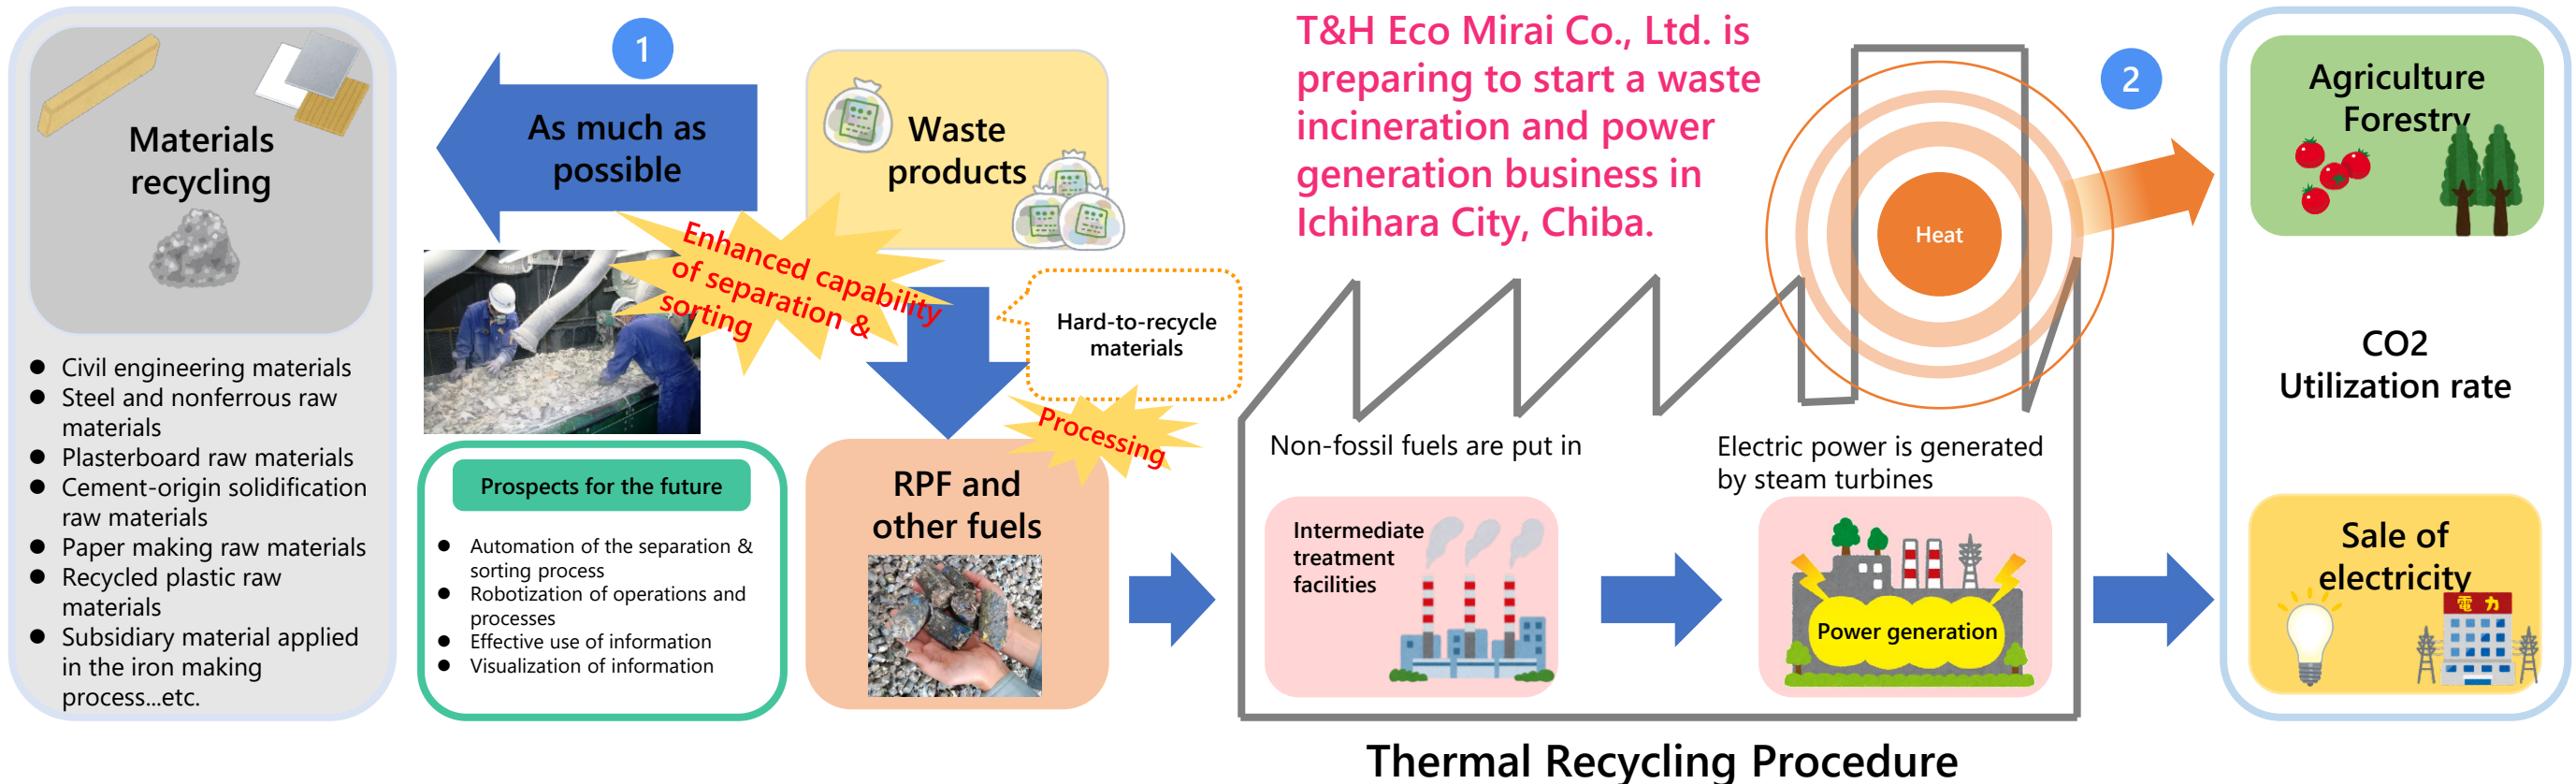 Materials
recycling
● Civil engineering materials
● Steel and nonferrous raw
materials
● Plasterboard raw materials
● Cement-origin solidification
raw materials
● Paper making raw materials
● Recycled plastic raw
materials
● Subsidiary material applied
in the iron making
process...etc.
1
As much as
possible
Waste
products
Enhanced capability
of separation &
sorting
Hard-to-recycle
materials
Processing
Prospects for the future
● Automation of the separation &
sorting process
● Robotization of operations and
processes
● Effective use of information
● Visualization of information
RPF and
other fuels
T&H Eco Mirai Co., Ltd. is
preparing to start a waste
incineration and power
generation business in
Ichihara City, Chiba.
Heat
2
Non-fossil fuels are put in
Electric power is generated
by steam turbines
Intermediate
treatment
facilities
Power generation
Agriculture
Forestry
CO2
Utilization rate
Sale of
electricity
電力
Thermal Recycling Procedure